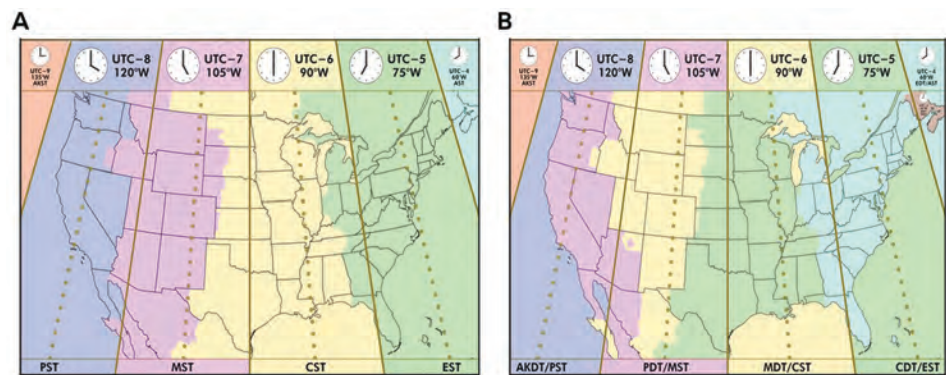 A
UTC–9
135°W
AKST
UTC–8
120°W
UTC–7
105°W
UTC–6
90°W
UTC–5
75°W
UTC–4
60°W
AST
PST
MST
CST
EST
B
UTC–9
135°W
AKST
UTC–8
120°W
UTC–7
105°W
UTC–6
90°W
UTC–5
75°W
UTC–4
60°W
EDT/AST
AKDT/PST
PDT/MST
MDT/CST
CDT/EST